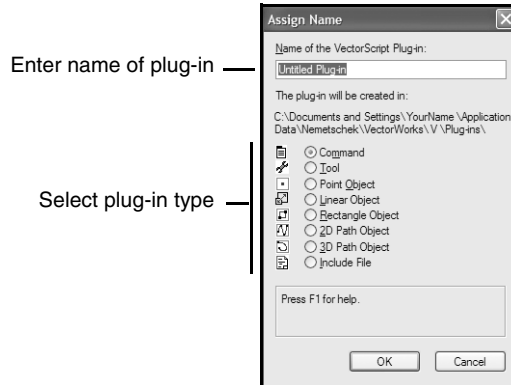 Assign Name
Enter name of plug-in
Name of the VectorScript Plug-in:
Untitled Plug-in
The plug-in will be created in:
C:\Documents and Settings\YourName \Application
Data\Nemetschek\VectorWorks\V \Plug-ins\
Select plug-in type
Command
Tool
Point Object
Linear Object
Rectangle Object
2D Path Object
3D Path Object
Include File
Press F1 for help.
OK
Cancel